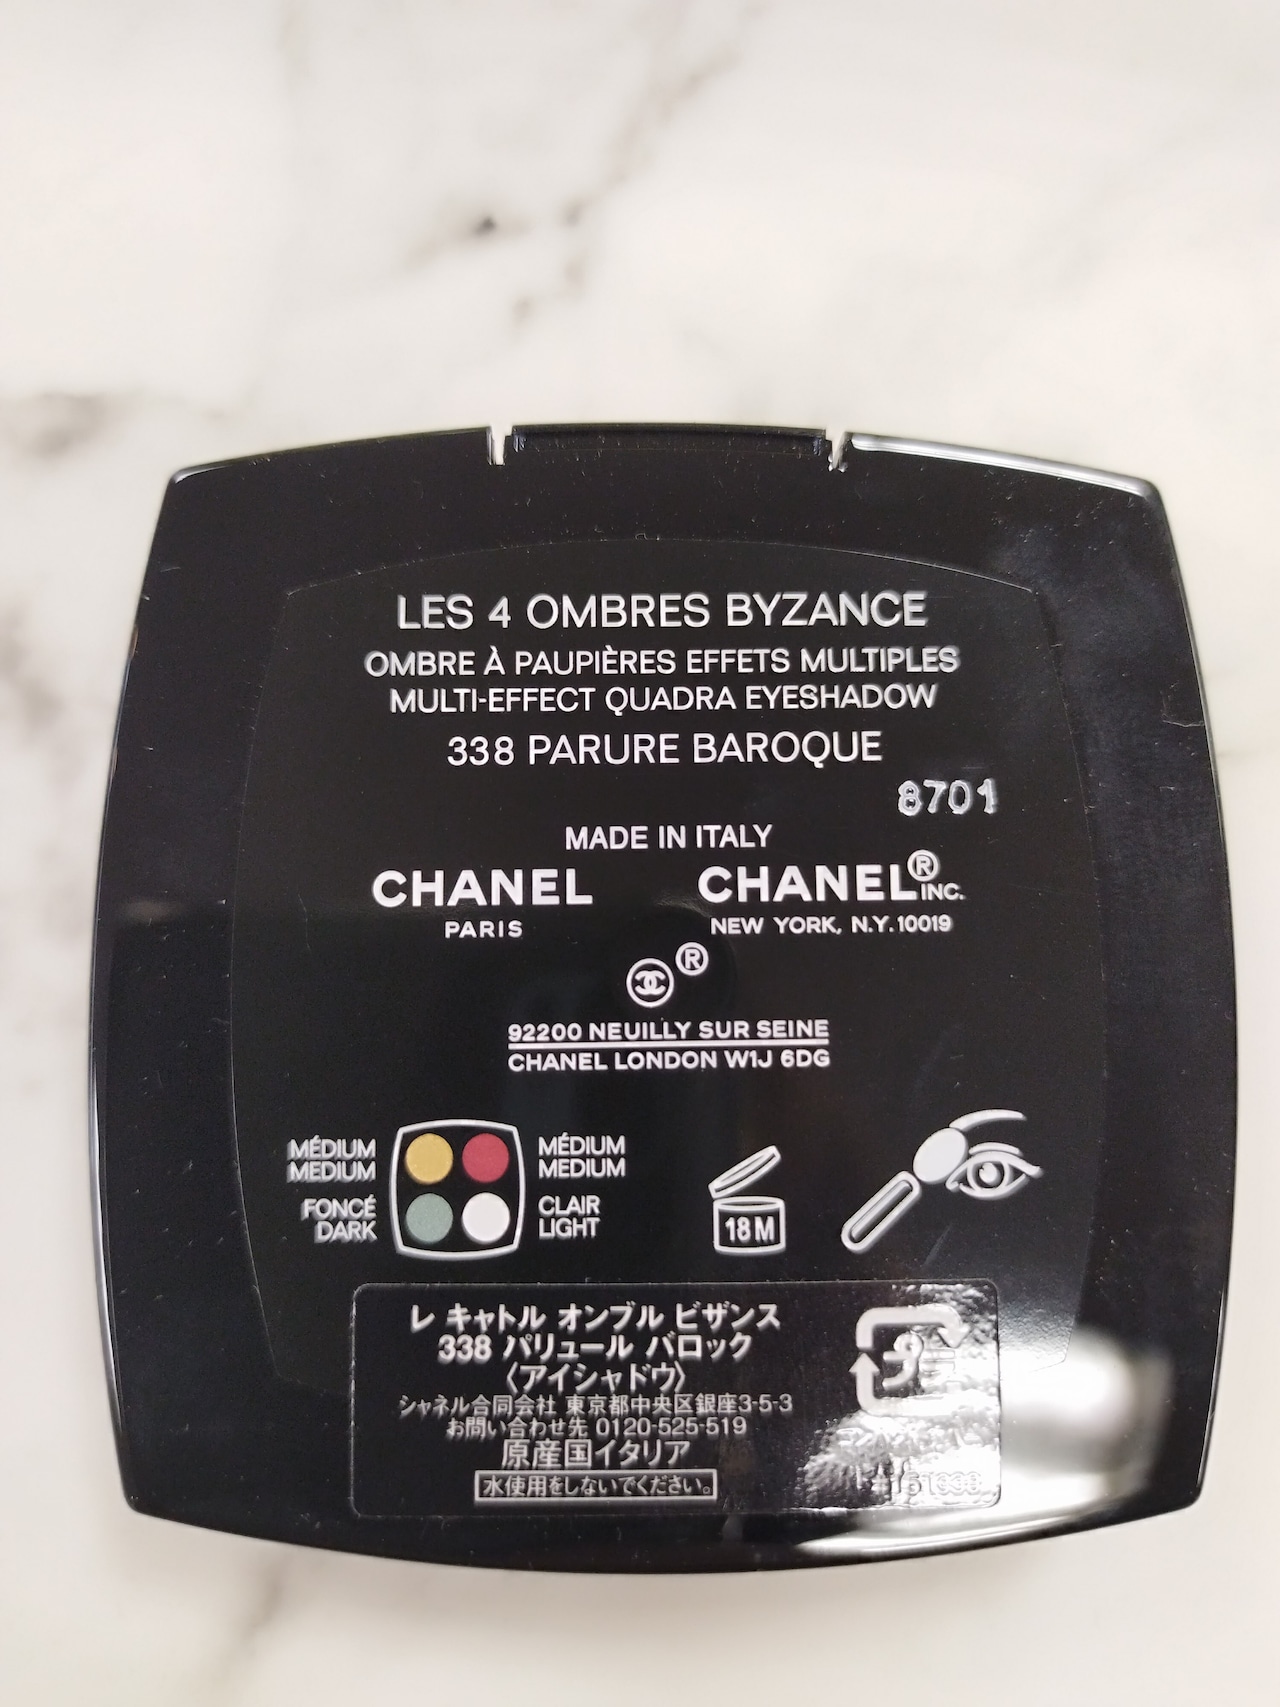 LES 4 OMBRES BYZANCE
OMBRE À PAUPIÈRES EFFETS MULTIPLES
MULTI-EFFECT QUADRA EYESHADOW
338 PARURE BAROQUE
8701
MADE IN ITALY
CHANEL CHANEL® INC.
PARIS NEW YORK, N.Y. 10019
®
92200 NEUILLY SUR SEINE
CHANEL LONDON W1J 6DG
MÉDIUM MÉDIUM
MEDIUM MEDIUM
FONCÉ CLAIR
DARK LIGHT
18 M
レ キャトル オンブル ビザンス
338 パリュール バロック
〈アイシャドウ〉
シャネル合同会社 東京都中央区銀座3-5-3
お問い合わせ先 0120-525-519
原産国イタリア
水使用をしないでください。